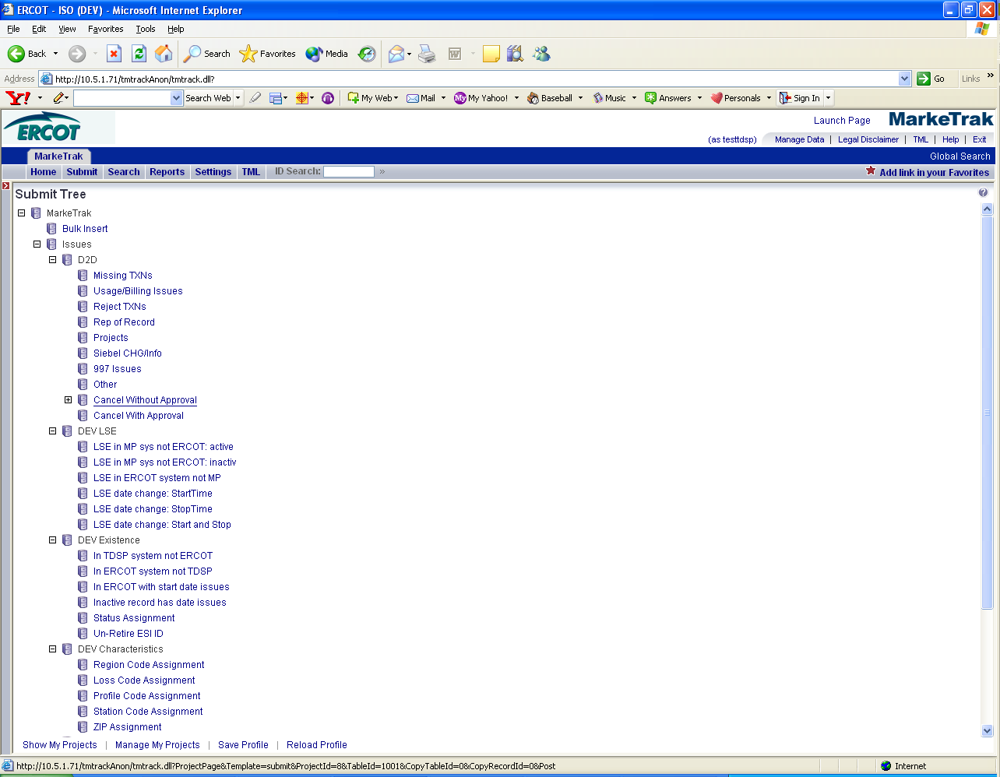 ERCOT - ISO (DEV) - Microsoft Internet Explorer
File Edit View Favorites Tools Help
Back Search Favorites Media
Address http://10.5.1.71/tmtrackAnon/tmtrack.dll? Go Links »
Y! Search Web My Web Mail My Yahoo! Baseball Music Answers Personals Sign In
ERCOT Launch Page MarkeTrak
(as testtdsp) Manage Data | Legal Disclaimer | TML | Help | Exit
MarkeTrak Global Search
Home Submit Search Reports Settings TML ID Search: » Add link in your Favorites
Submit Tree ?
MarkeTrak
Bulk Insert
Issues
D2D
Missing TXNs
Usage/Billing Issues
Reject TXNs
Rep of Record
Projects
Siebel CHG/Info
997 Issues
Other
Cancel Without Approval
Cancel With Approval
DEV LSE
LSE in MP sys not ERCOT: active
LSE in MP sys not ERCOT: inactiv
LSE in ERCOT system not MP
LSE date change: StartTime
LSE date change: StopTime
LSE date change: Start and Stop
DEV Existence
In TDSP system not ERCOT
In ERCOT system not TDSP
In ERCOT with start date issues
Inactive record has date issues
Status Assignment
Un-Retire ESI ID
DEV Characteristics
Region Code Assignment
Loss Code Assignment
Profile Code Assignment
Station Code Assignment
ZIP Assignment
Show My Projects | Manage My Projects | Save Profile | Reload Profile
http://10.5.1.71/tmtrackAnon/tmtrack.dll?ProjectPage&Template=submit&ProjectId=8&TableId=1001&CopyTableId=0&CopyRecordId=0&Post Internet